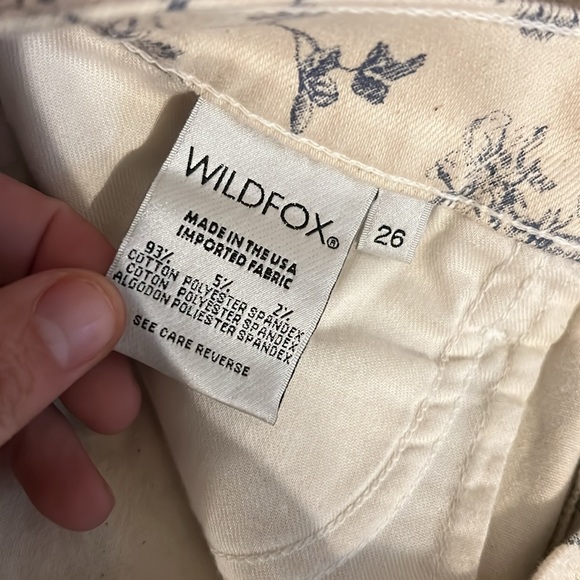 WILDFOX®
26
MADE IN THE USA
IMPORTED FABRIC
93% 5% 2%
COTTON POLYESTER SPANDEX
COTON POLYESTER SPANDEX
ALGODON POLIESTER SPANDEX
SEE CARE REVERSE